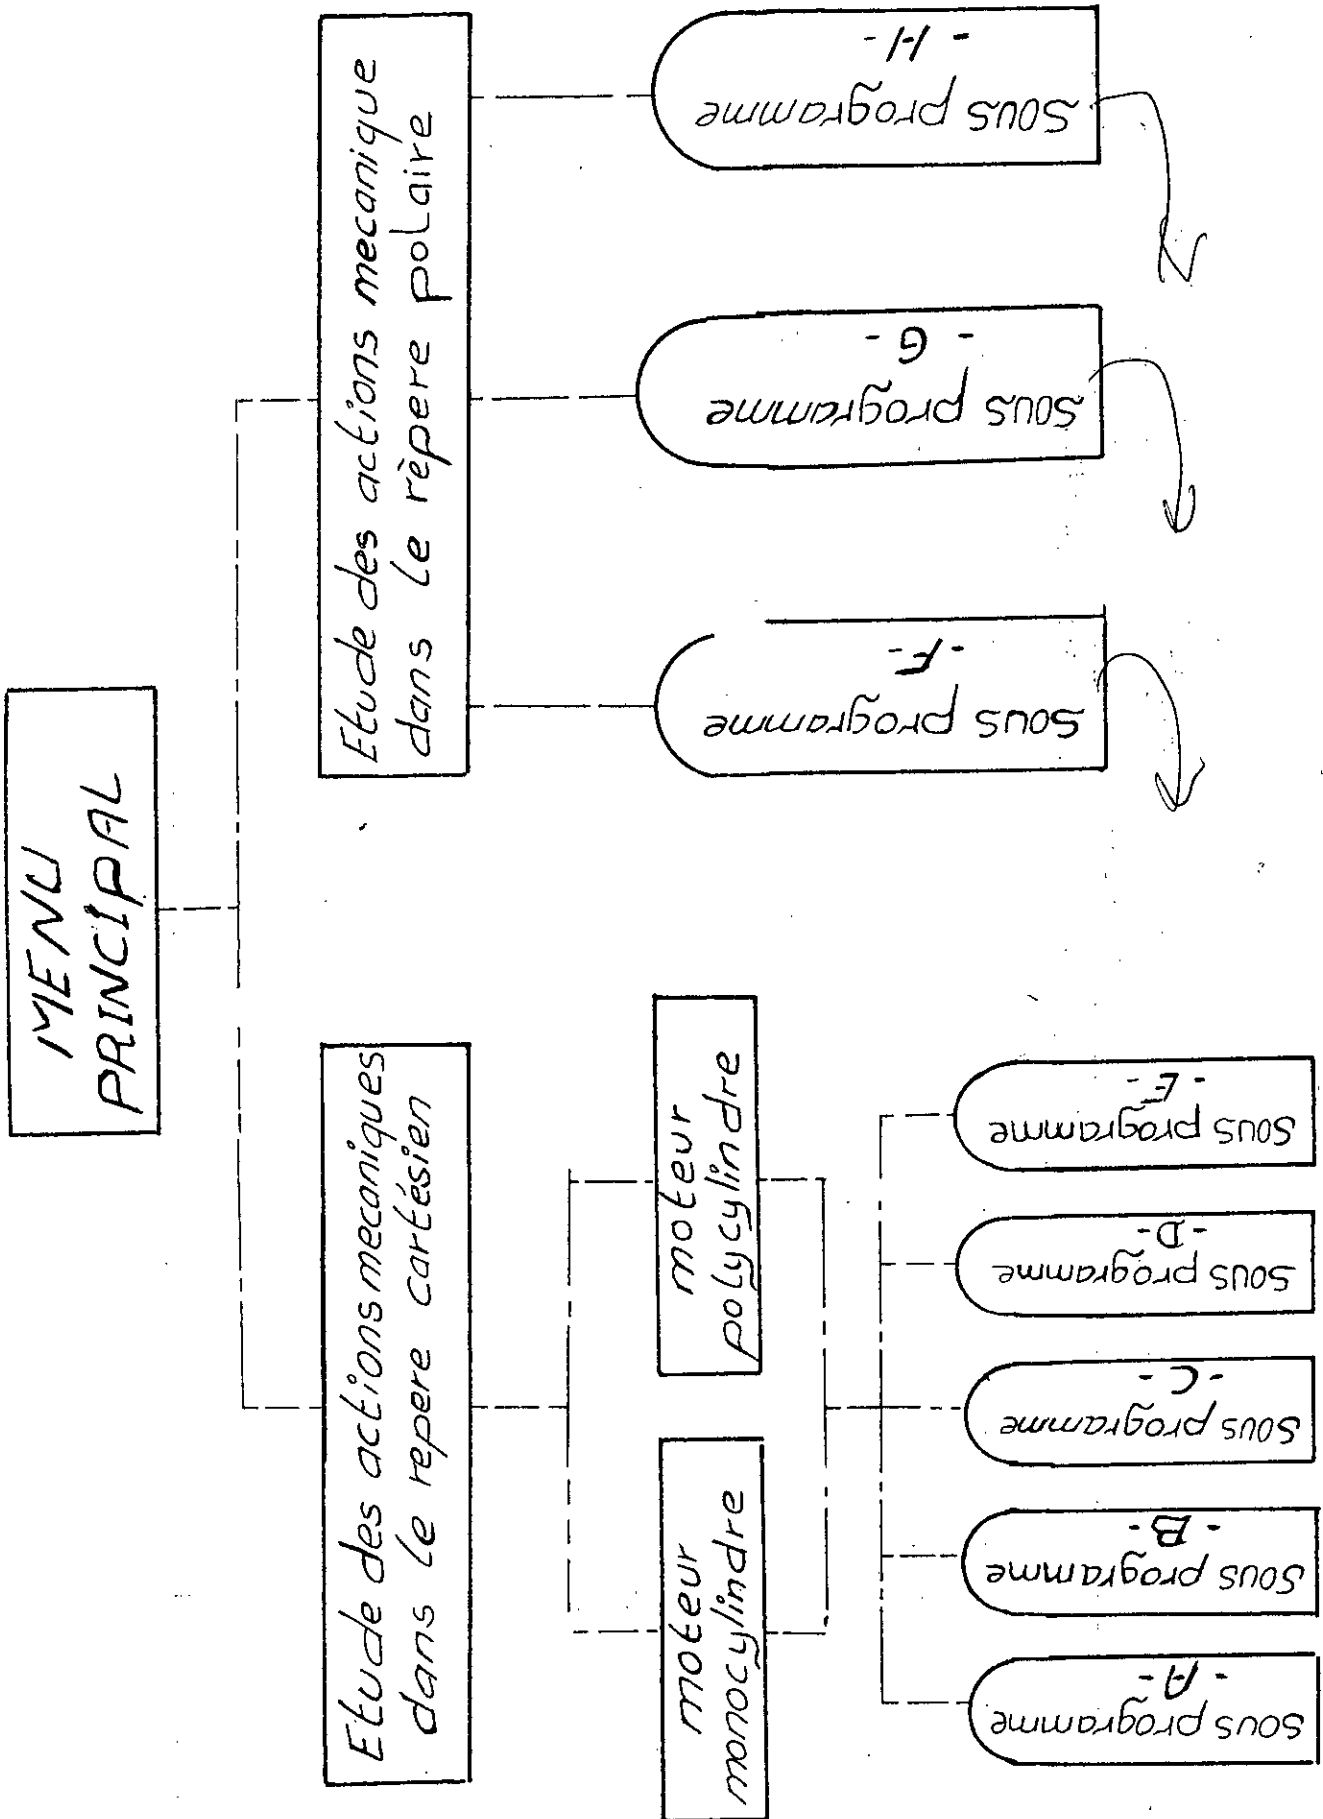 MENU
PRINCIPAL
Etude des actions mecaniques
dans le repere cartésien
Etude des actions mecanique
dans le rèpere polaire
moteur
monocylindre
moteur
polycylindre
sous programme
- A -
sous programme
- B -
sous programme
- C -
sous programme
- D -
sous programme
- E -
sous programme
- F -
sous programme
- G -
sous programme
- H -